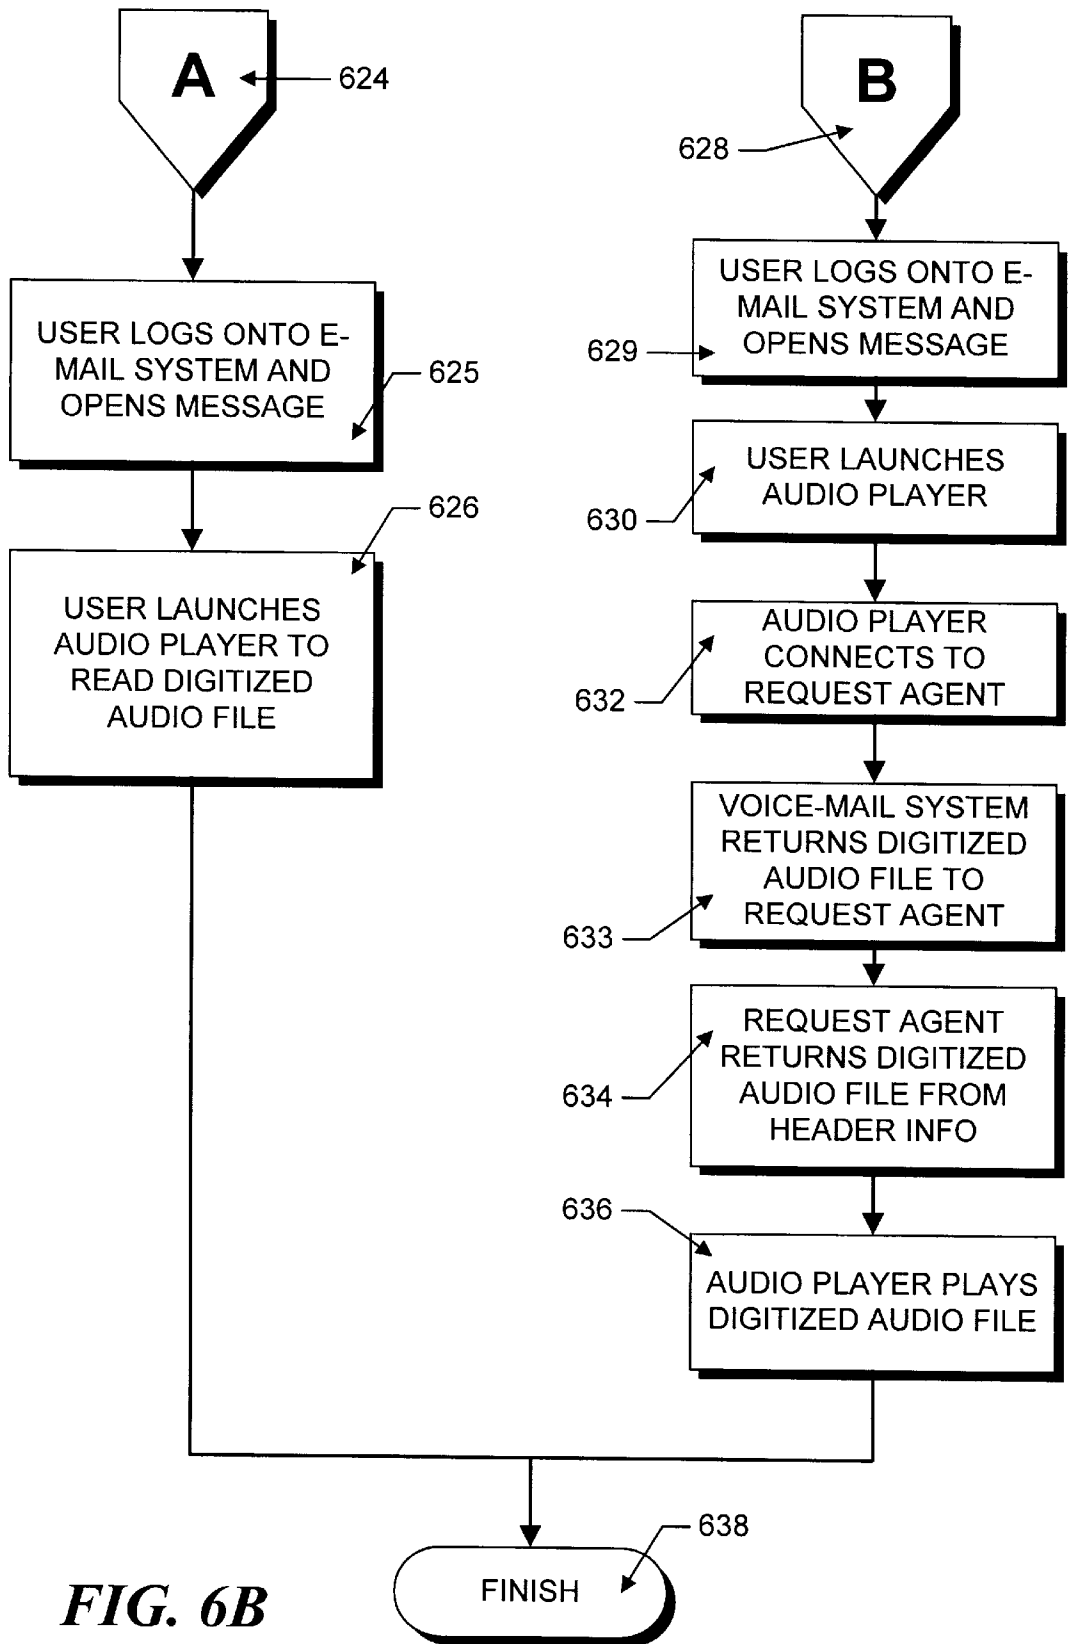 A
624
USER LOGS ONTO E-
MAIL SYSTEM AND
OPENS MESSAGE
625
626
USER LAUNCHES
AUDIO PLAYER TO
READ DIGITIZED
AUDIO FILE
B
628
USER LOGS ONTO E-
MAIL SYSTEM AND
OPENS MESSAGE
629
USER LAUNCHES
AUDIO PLAYER
630
AUDIO PLAYER
CONNECTS TO
REQUEST AGENT
632
VOICE-MAIL SYSTEM
RETURNS DIGITIZED
AUDIO FILE TO
REQUEST AGENT
633
REQUEST AGENT
RETURNS DIGITIZED
AUDIO FILE FROM
HEADER INFO
634
636
AUDIO PLAYER PLAYS
DIGITIZED AUDIO FILE
638
FINISH
FIG. 6B